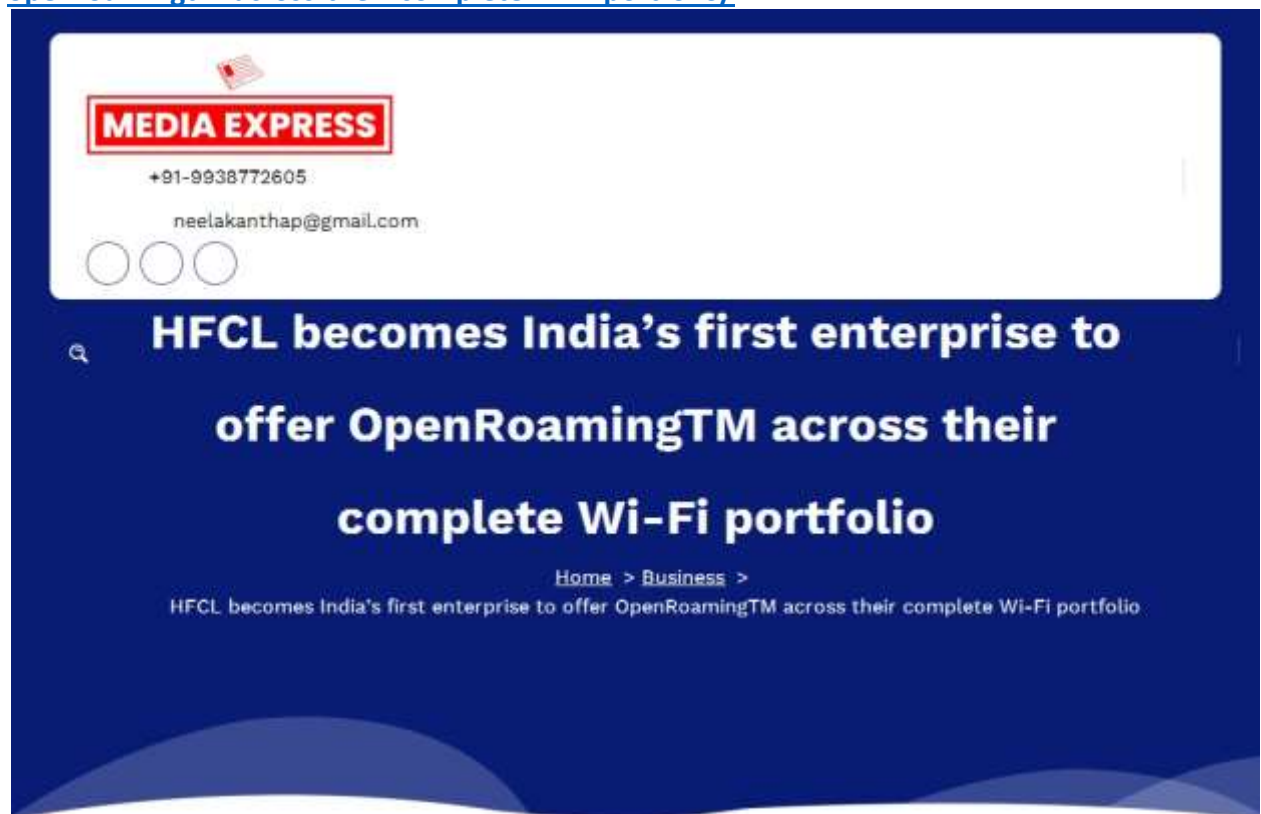 MEDIA EXPRESS
+91-9938772605
neelakanthap@gmail.com
HFCL becomes India's first enterprise to
offer OpenRoamingTM across their
complete Wi-Fi portfolio
Home > Business >
HFCL becomes India's first enterprise to offer OpenRoamingTM across their complete Wi-Fi portfolio